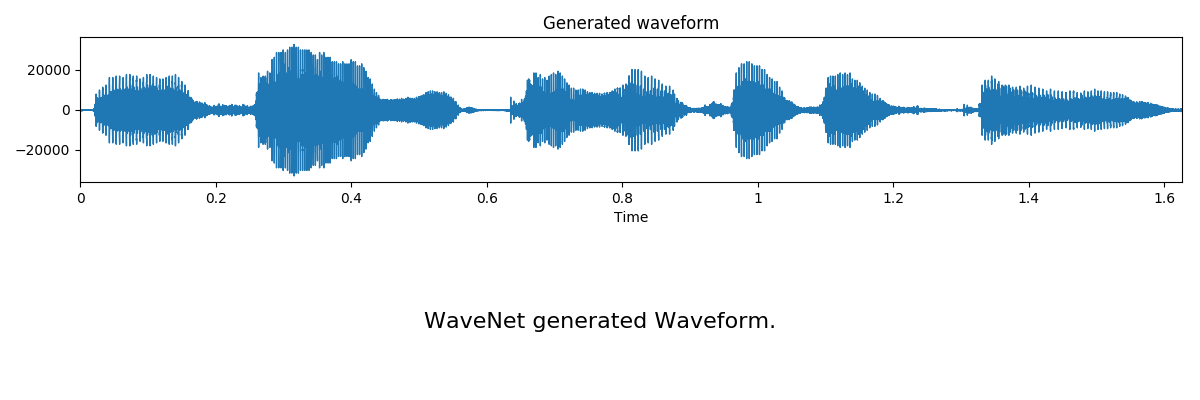 Generated waveform
20000
0
−20000
0 0.2 0.4 0.6 0.8 1 1.2 1.4 1.6
Time
WaveNet generated Waveform.